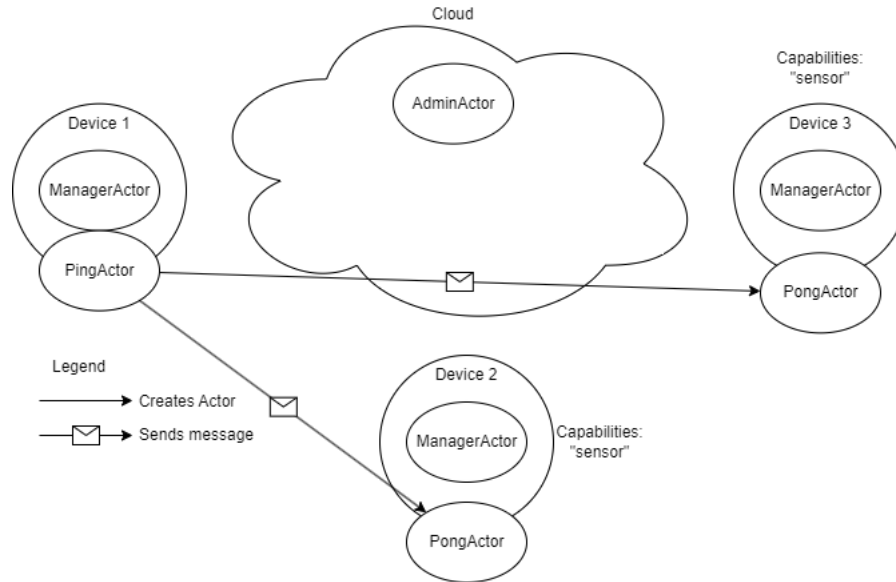 Cloud
Capabilities:
"sensor"
AdminActor
Device 1
Device 3
ManagerActor
ManagerActor
PingActor
PongActor
Legend
Creates Actor
Sends message
Device 2
ManagerActor
Capabilities:
"sensor"
PongActor